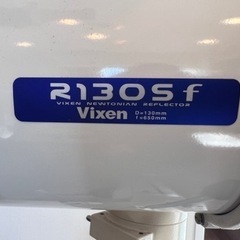 R130Sf
VIXEN NEWTONIAN REFLECTOR
Vixen
D=130mm
f=650mm